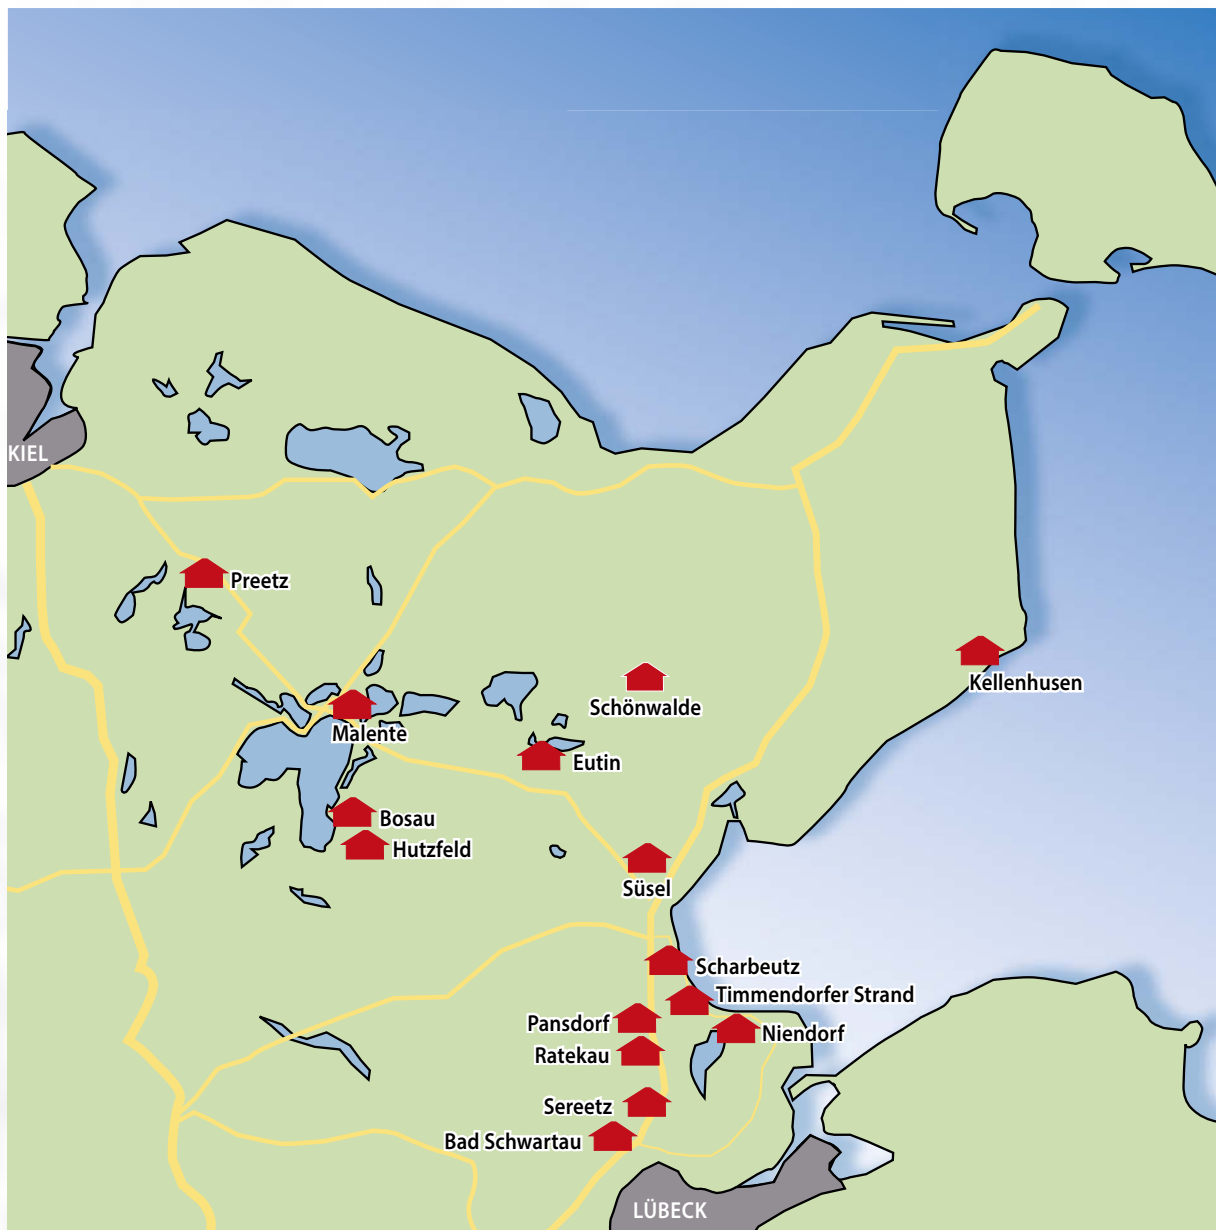 KIEL
Preetz
Kellenhusen
Schönwalde
Malente
Eutin
Bosau
Hutzfeld
Süsel
Scharbeutz
Timmendorfer Strand
Pansdorf
Niendorf
Ratekau
Sereetz
Bad Schwartau
LÜBECK